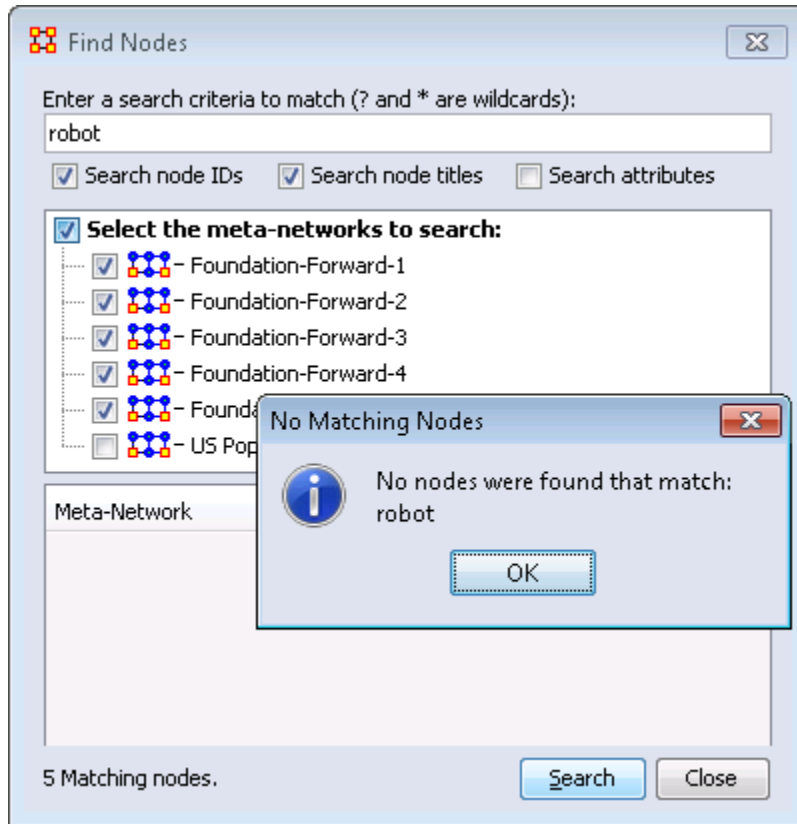 Find Nodes
Enter a search criteria to match (? and * are wildcards):
robot
Search node IDs Search node titles Search attributes
Select the meta-networks to search:
Foundation-Forward-1
Foundation-Forward-2
Foundation-Forward-3
Foundation-Forward-4
Founda
US Pop
No Matching Nodes
No nodes were found that match:
robot
OK
Meta-Network
5 Matching nodes.
Search Close